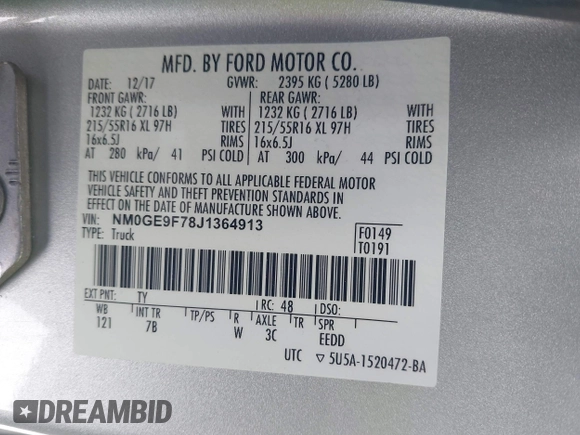 MFD. BY FORD MOTOR CO.
DATE: 12/17 GVWR: 2395 KG ( 5280 LB)
FRONT GAWR: REAR GAWR:
1232 KG ( 2716 LB) WITH 1232 KG ( 2716 LB) WITH
215/55R16 XL 97H TIRES 215/55R16 XL 97H TIRES
16x6.5J RIMS 16x6.5J RIMS
AT 280 kPa/ 41 PSI COLD AT 300 kPa/ 44 PSI COLD
THIS VEHICLE CONFORMS TO ALL APPLICABLE FEDERAL MOTOR
VEHICLE SAFETY AND THEFT PREVENTION STANDARDS IN
EFFECT ON THE DATE OF MANUFACTURE SHOWN ABOVE.
VIN: NM0GE9F78J1364913
TYPE: Truck
F0149
T0191
EXT PNT: TY RC: 48 DSO:
WB INT TR TP/PS R AXLE TR SPR
121 7B W 3C EEDD
UTC ▽ 5U5A-1520472-BA
DREAMBID